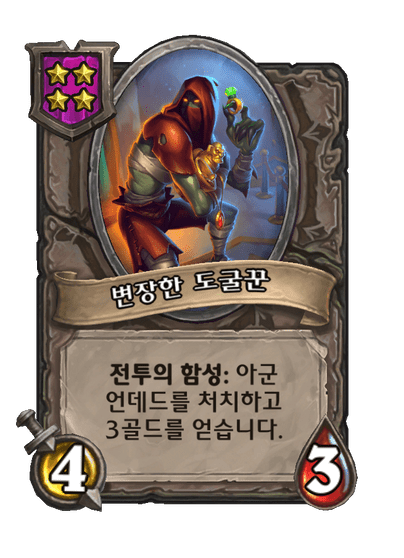 변장한 도굴꾼
전투의 함성: 아군
언데드를 처치하고
3골드를 얻습니다.
4
3